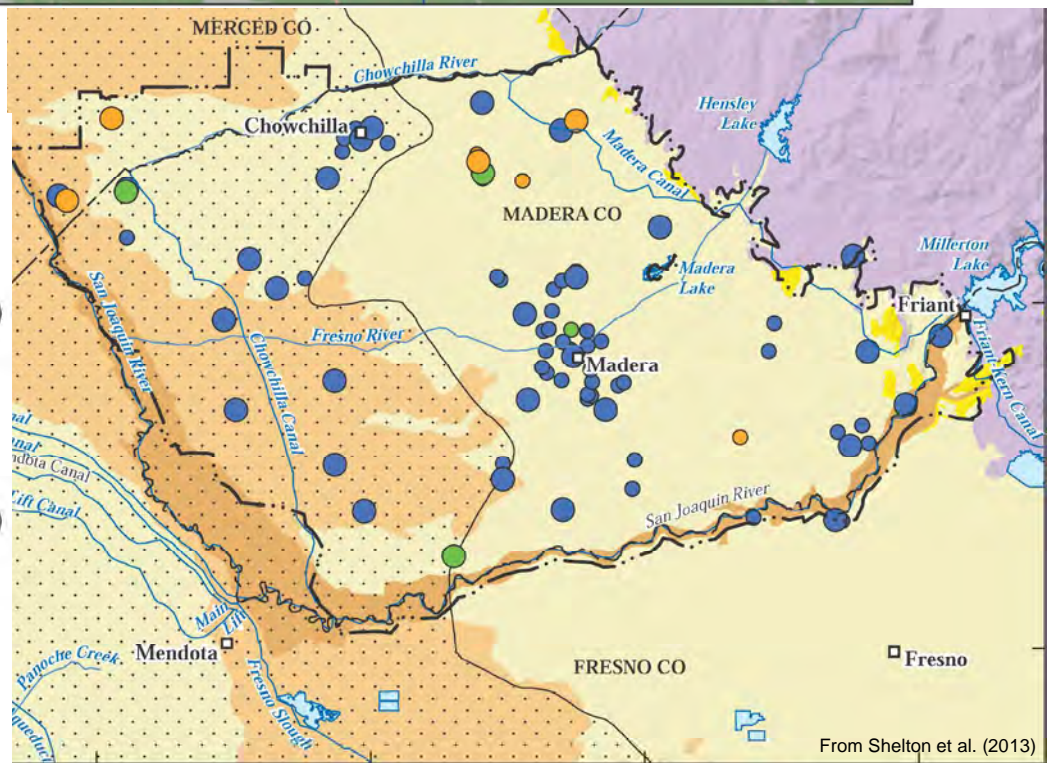 MERCED CO
Chowchilla River
Chowchilla
Hensley
Lake
Madera Canal
MADERA CO
Millerton
Lake
Madera
Lake
Friant
San Joaquin River
Fresno River
Chowchilla Canal
Madera
Friant-Kern Canal
Canal
Lift Canal
San Joaquin River
Main
Lift
Mendota
Panoche Creek
Fresno Slough
FRESNO CO
Fresno
From Shelton et al. (2013)